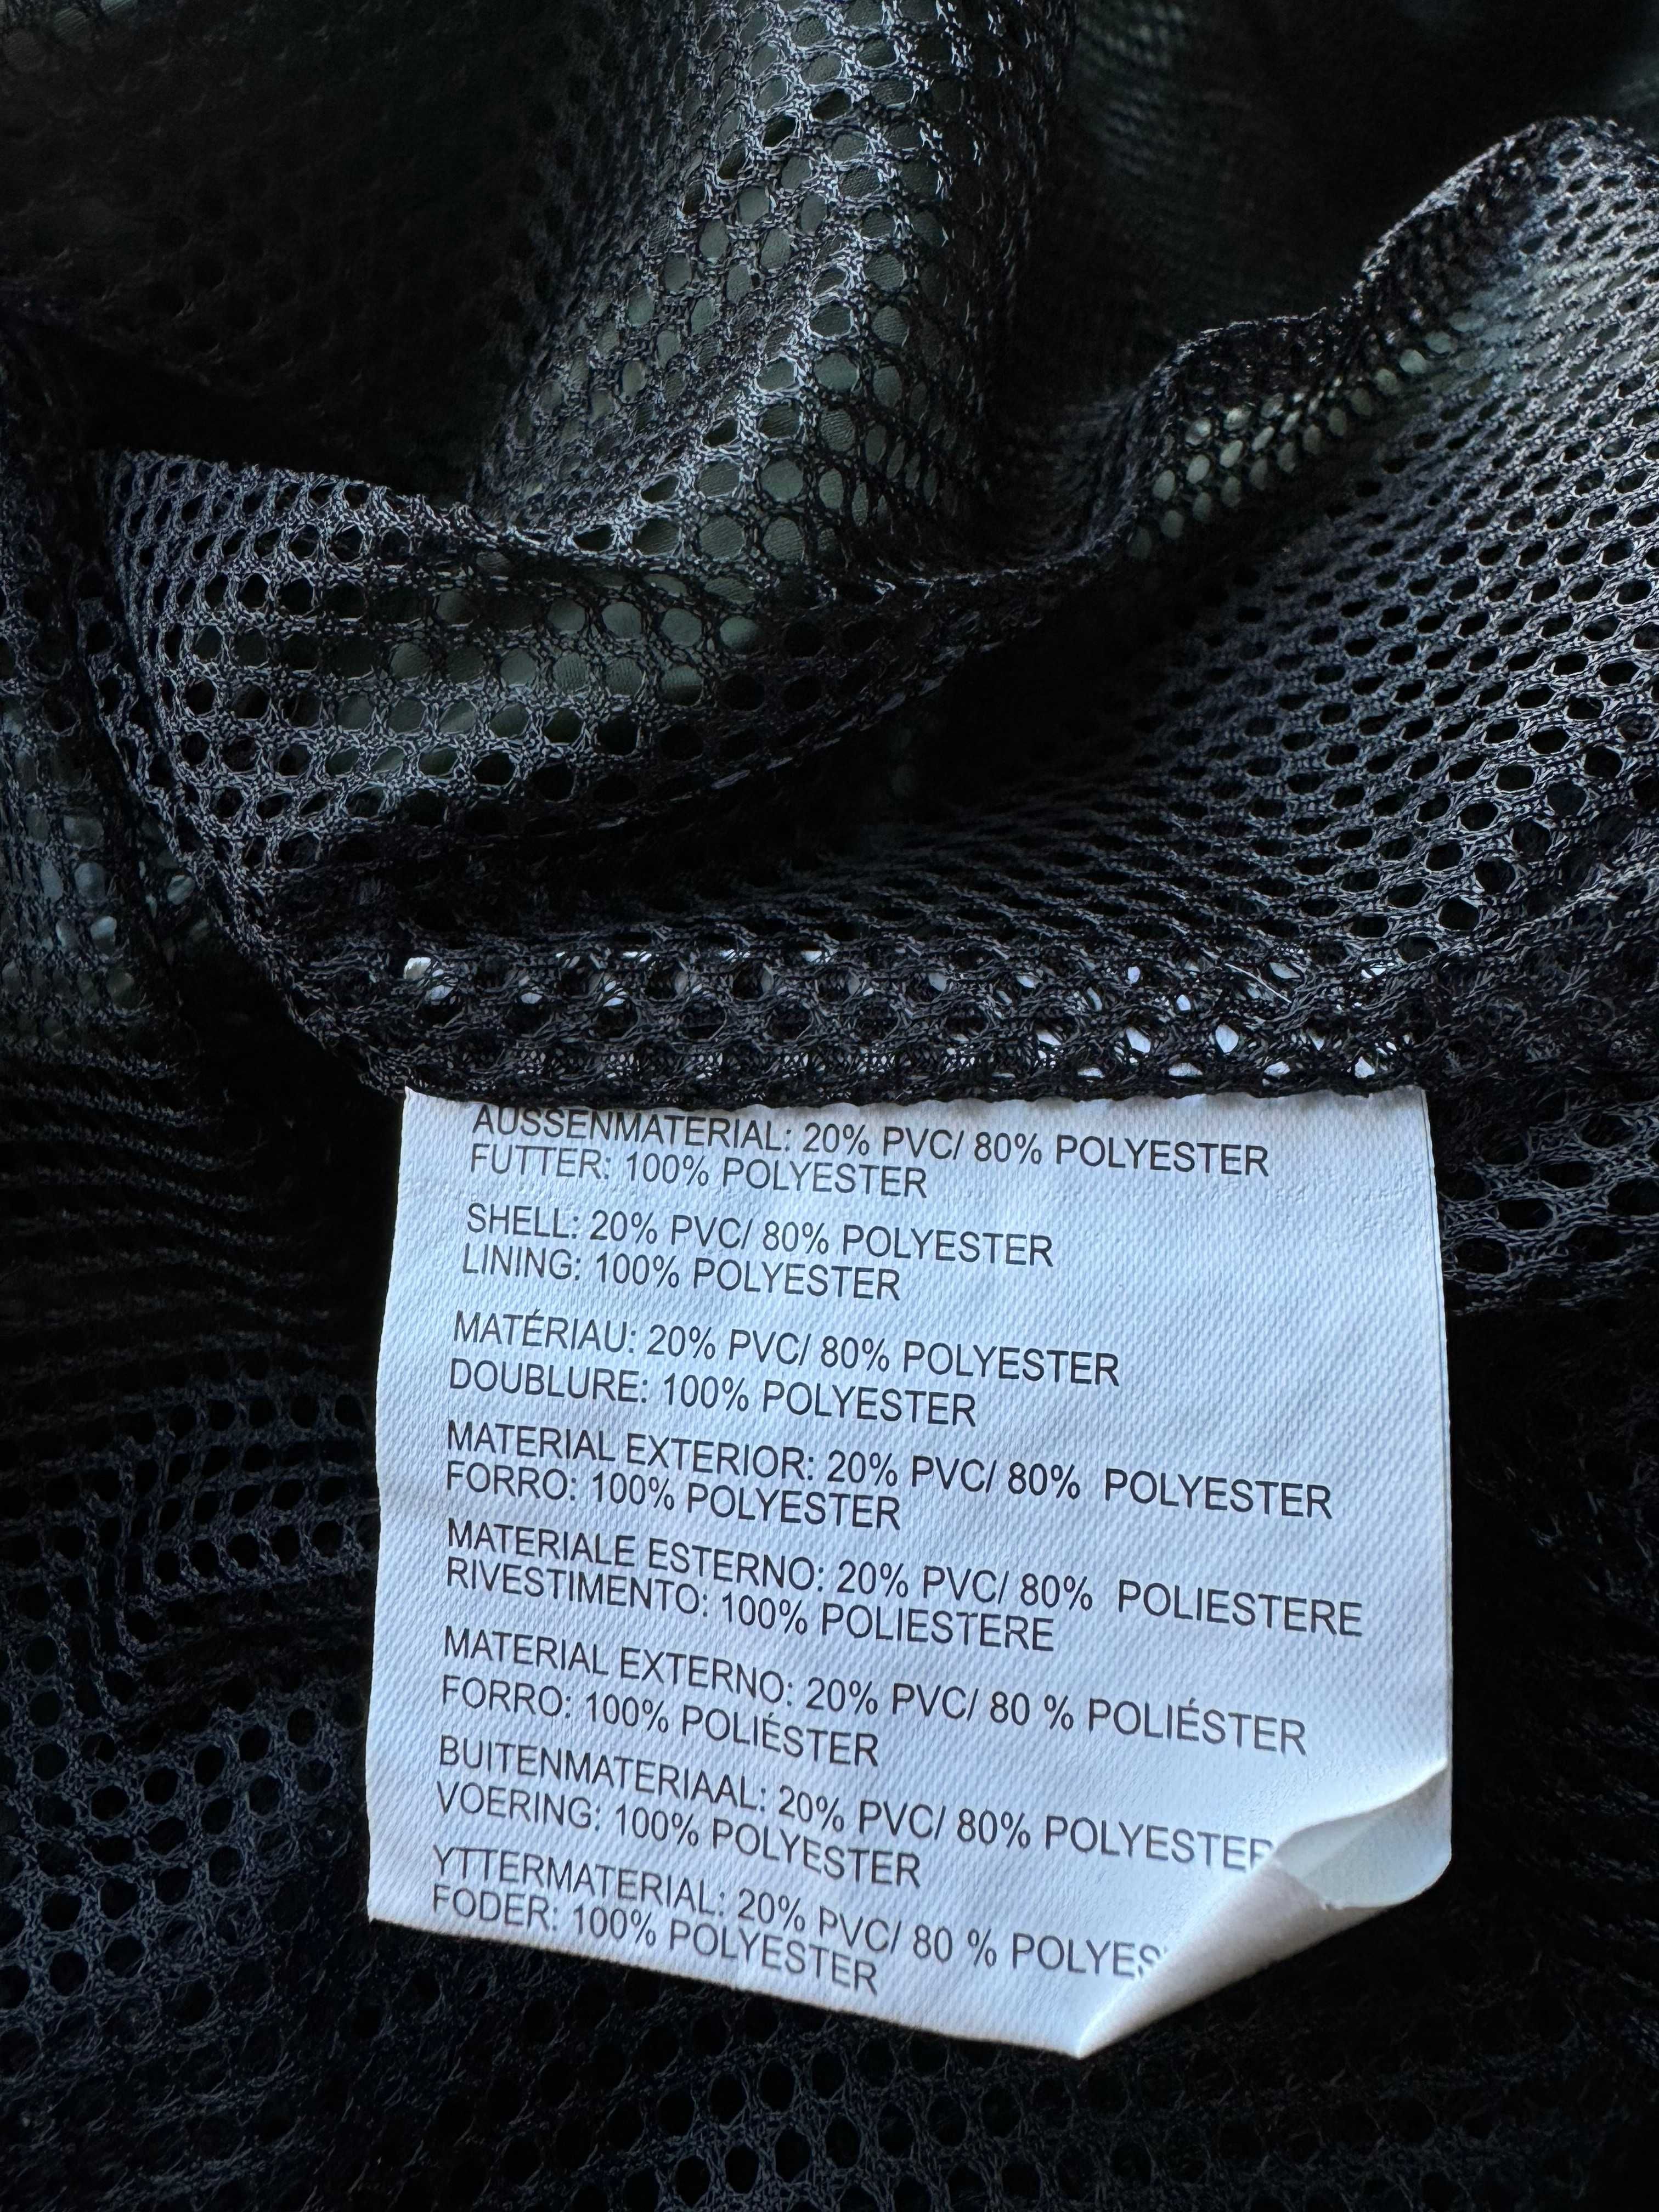 AUSSENMATERIAL: 20% PVC/ 80% POLYESTER
FUTTER: 100% POLYESTER
SHELL: 20% PVC/ 80% POLYESTER
LINING: 100% POLYESTER
MATÉRIAU: 20% PVC/ 80% POLYESTER
DOUBLURE: 100% POLYESTER
MATERIAL EXTERIOR: 20% PVC/ 80% POLYESTER
FORRO: 100% POLYESTER
MATERIALE ESTERNO: 20% PVC/ 80% POLIESTERE
RIVESTIMENTO: 100% POLIESTERE
MATERIAL EXTERNO: 20% PVC/ 80 % POLIÉSTER
FORRO: 100% POLIÉSTER
BUITENMATERIAAL: 20% PVC/ 80% POLYESTER
VOERING: 100% POLYESTER
YTTERMATERIAL: 20% PVC/ 80 % POLYES
FODER: 100% POLYESTER